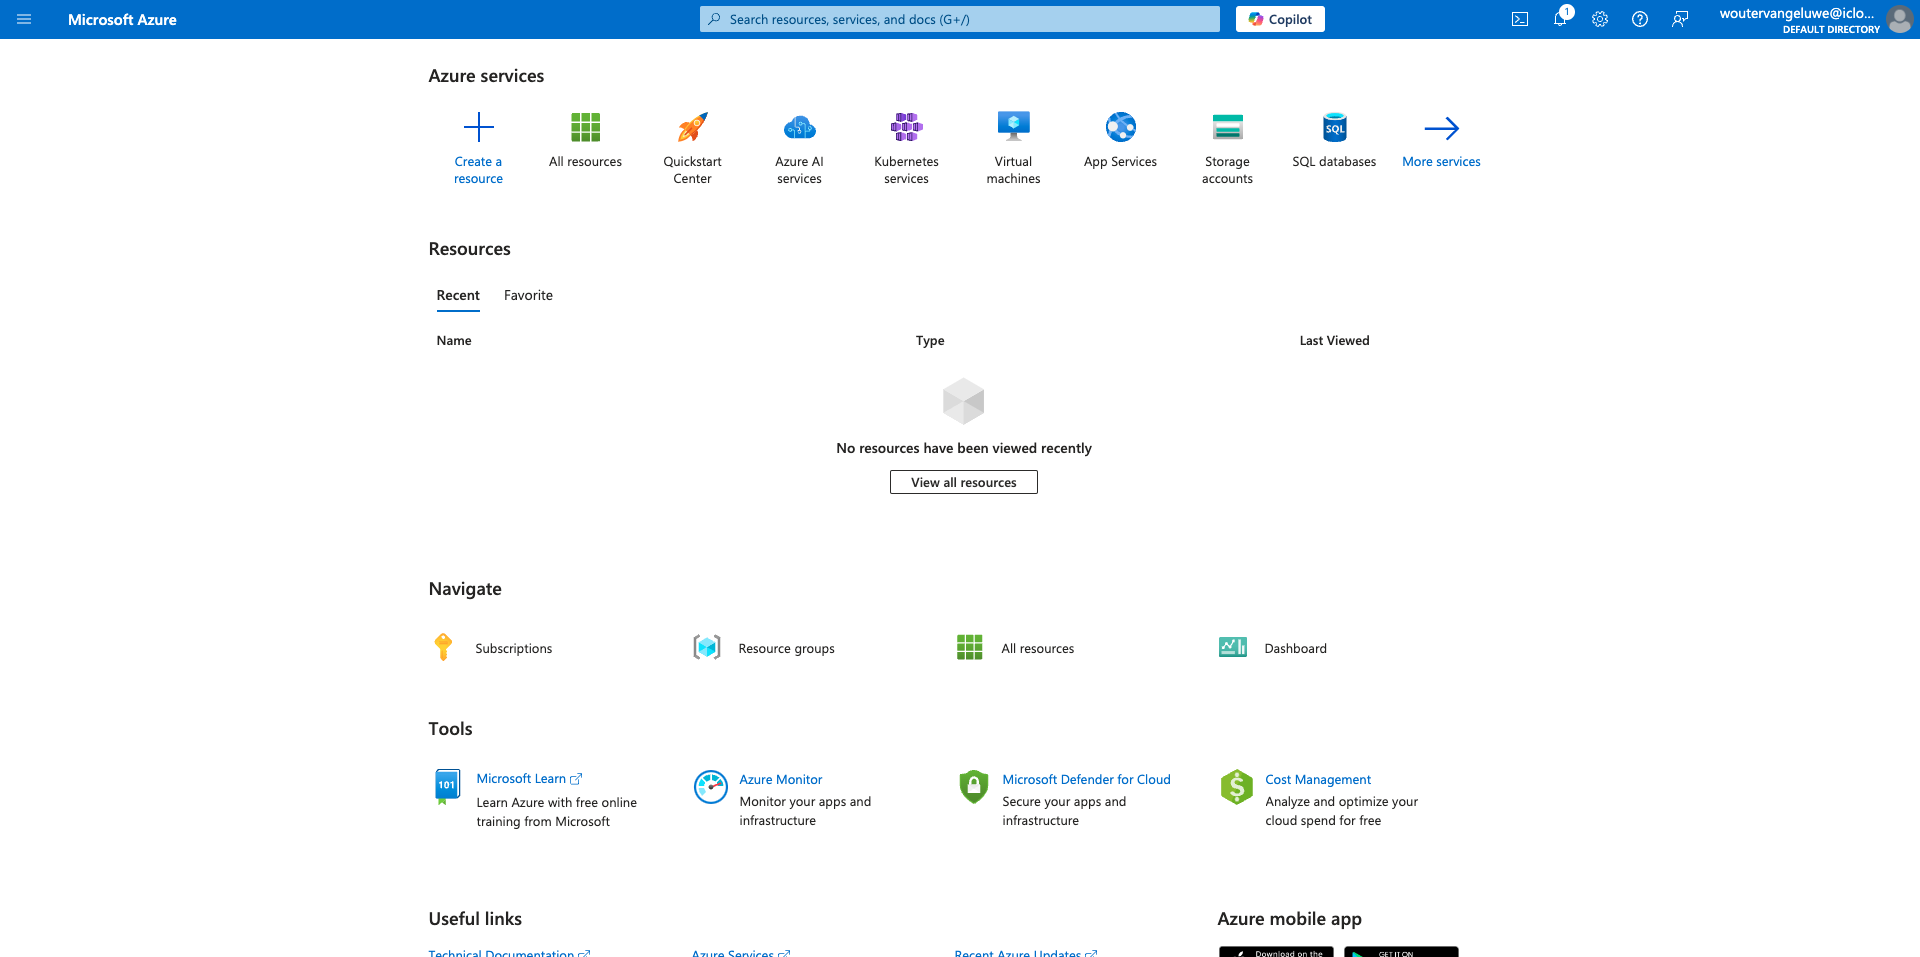 Microsoft Azure
Search resources, services, and docs (G+/)
Copilot
1
woutervangeluwe@iclo...
DEFAULT DIRECTORY
Azure services
Create a
resource
All resources
Quickstart
Center
Azure AI
services
Kubernetes
services
Virtual
machines
App Services
Storage
accounts
SQL
SQL databases
More services
Resources
Recent
Favorite
Name
Type
Last Viewed
No resources have been viewed recently
View all resources
Navigate
Subscriptions
Resource groups
All resources
Dashboard
Tools
101
Microsoft Learn
Learn Azure with free online
training from Microsoft
Azure Monitor
Monitor your apps and
infrastructure
Microsoft Defender for Cloud
Secure your apps and
infrastructure
Cost Management
Analyze and optimize your
cloud spend for free
Useful links
Azure mobile app
Technical Documentation
Azure Services
Recent Azure Updates
Download on the
GET IT ON